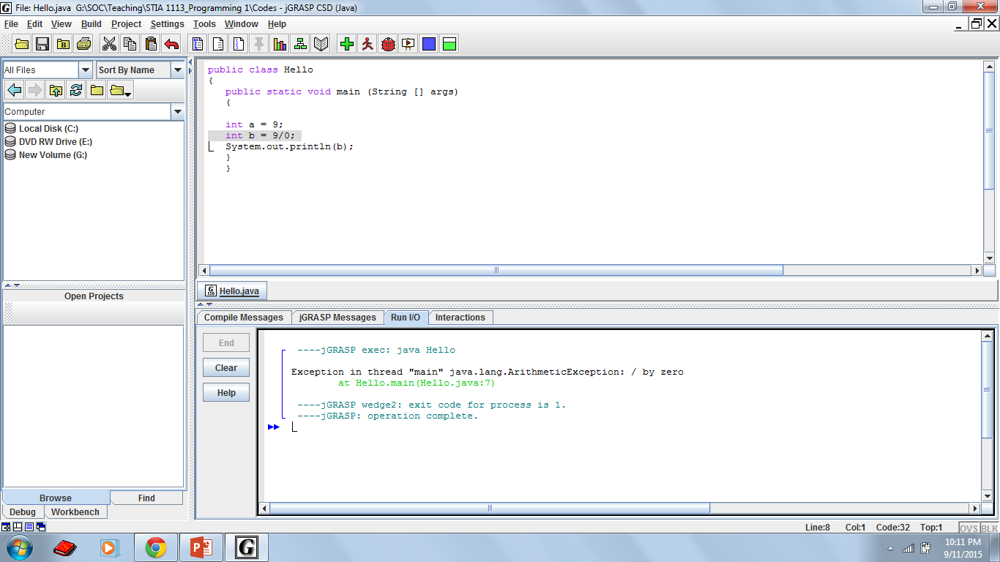 File: Hello.java  G:\SOC\Teaching\STIA 1113_Programming 1\Codes - jGRASP CSD (Java)
File Edit View Build Project Settings Tools Window Help
All Files
Sort By Name
Computer
Local Disk (C:)
DVD RW Drive (E:)
New Volume (G:)
Open Projects
Browse
Find
Debug
Workbench
public class Hello
{
public static void main (String [] args)
{
int a = 9;
int b = 9/0;
System.out.println(b);
}
}
Hello.java
Compile Messages
jGRASP Messages
Run I/O
Interactions
End
Clear
Help
----jGRASP exec: java Hello
Exception in thread "main" java.lang.ArithmeticException: / by zero
at Hello.main(Hello.java:7)
----jGRASP wedge2: exit code for process is 1.
----jGRASP: operation complete.
Line:8 Col:1 Code:32 Top:1 OVS BLK
10:11 PM
9/11/2015